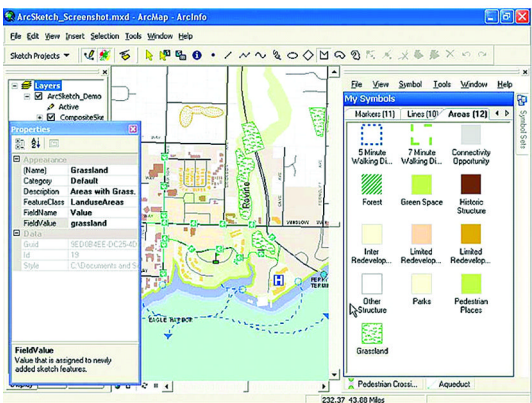 ArcSketch_Screenshot.mxd - ArcMap - ArcInfo
File Edit View Insert Selection Tools Window Help
Sketch Projects
Layers
ArcSketch_Demo
Active
CompositeSke
Properties
Appearance
(Name) Grassland
Category Default
Description Areas with Grass.
FeatureClass LanduseAreas
FieldName Value
FieldValue grassland
Data
Guid 9ED0B4EE-DC25-4D
Id 19
Style C:\Documents and S
FieldValue
Value that is assigned to newly
added sketch features.
Ravine
WINSLOW
EAGLE HARBOR
H
File View Symbol Tools Window Help
My Symbols
Markers (11) Lines (10) Areas (12)
Symbol Sets
5 Minute
Walking Di...
7 Minute
Walking Di...
Connectivity
Opportunity
Forest
Green Space
Historic
Structure
Inter
Redevelop...
Limited
Redevelop...
Limited
Redevelop...
Other
Structure
Parks
Pedestrian
Places
Grassland
Pedestrian Crossi...
Aqueduct
232.37 43.88 Miles